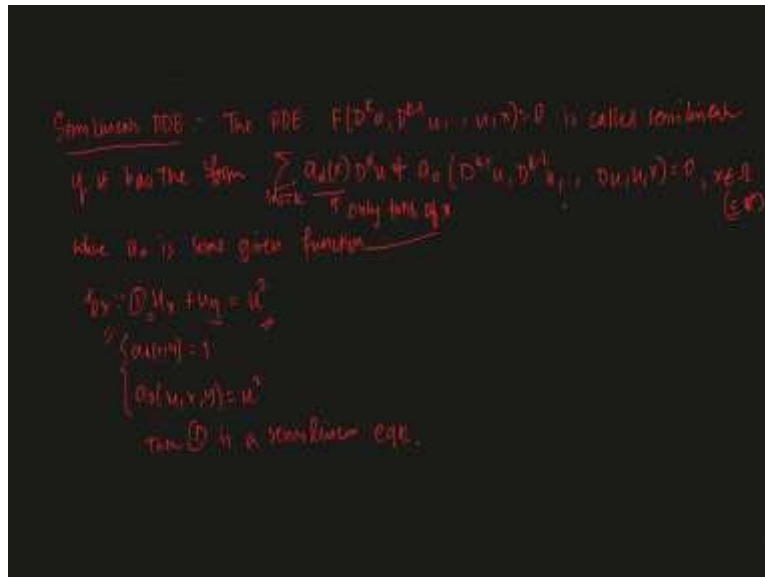 Semilinear PDE - The PDE F(D^k u, D^{k-1} u, .., u, x) = 0 is called semilinear
if it has the form ∑_{|α|=k} a_α(x) D^α u + a_0 (D^{k-1} u, D^{k-2} u, .., Du, u, x) = 0, x ∈ Ω
↑ only func of x
where a_0 is some given function
Ex:- ① u_x + u_y = u^2
a(x,y) = 1
a_0(u,x,y) = u^2
Then ① is a semilinear eqn.